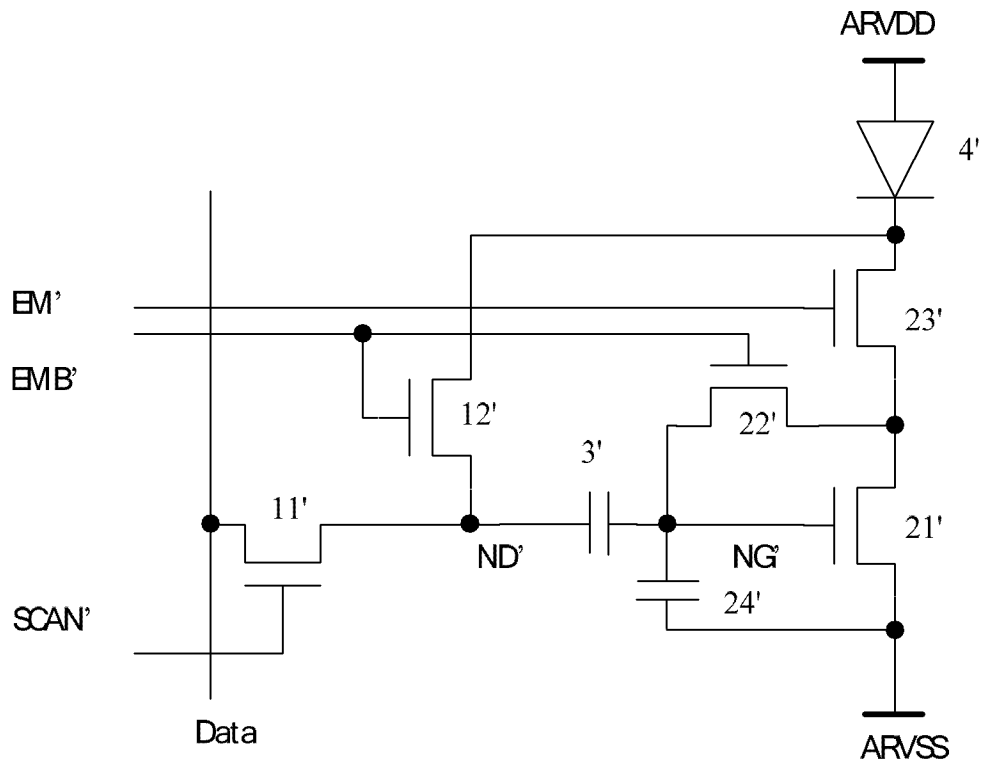 ARVDD
4'
EM'
23'
EMB'
12'
22'
3'
11'
21'
ND'
NG'
24'
SCAN'
Data
ARVSS